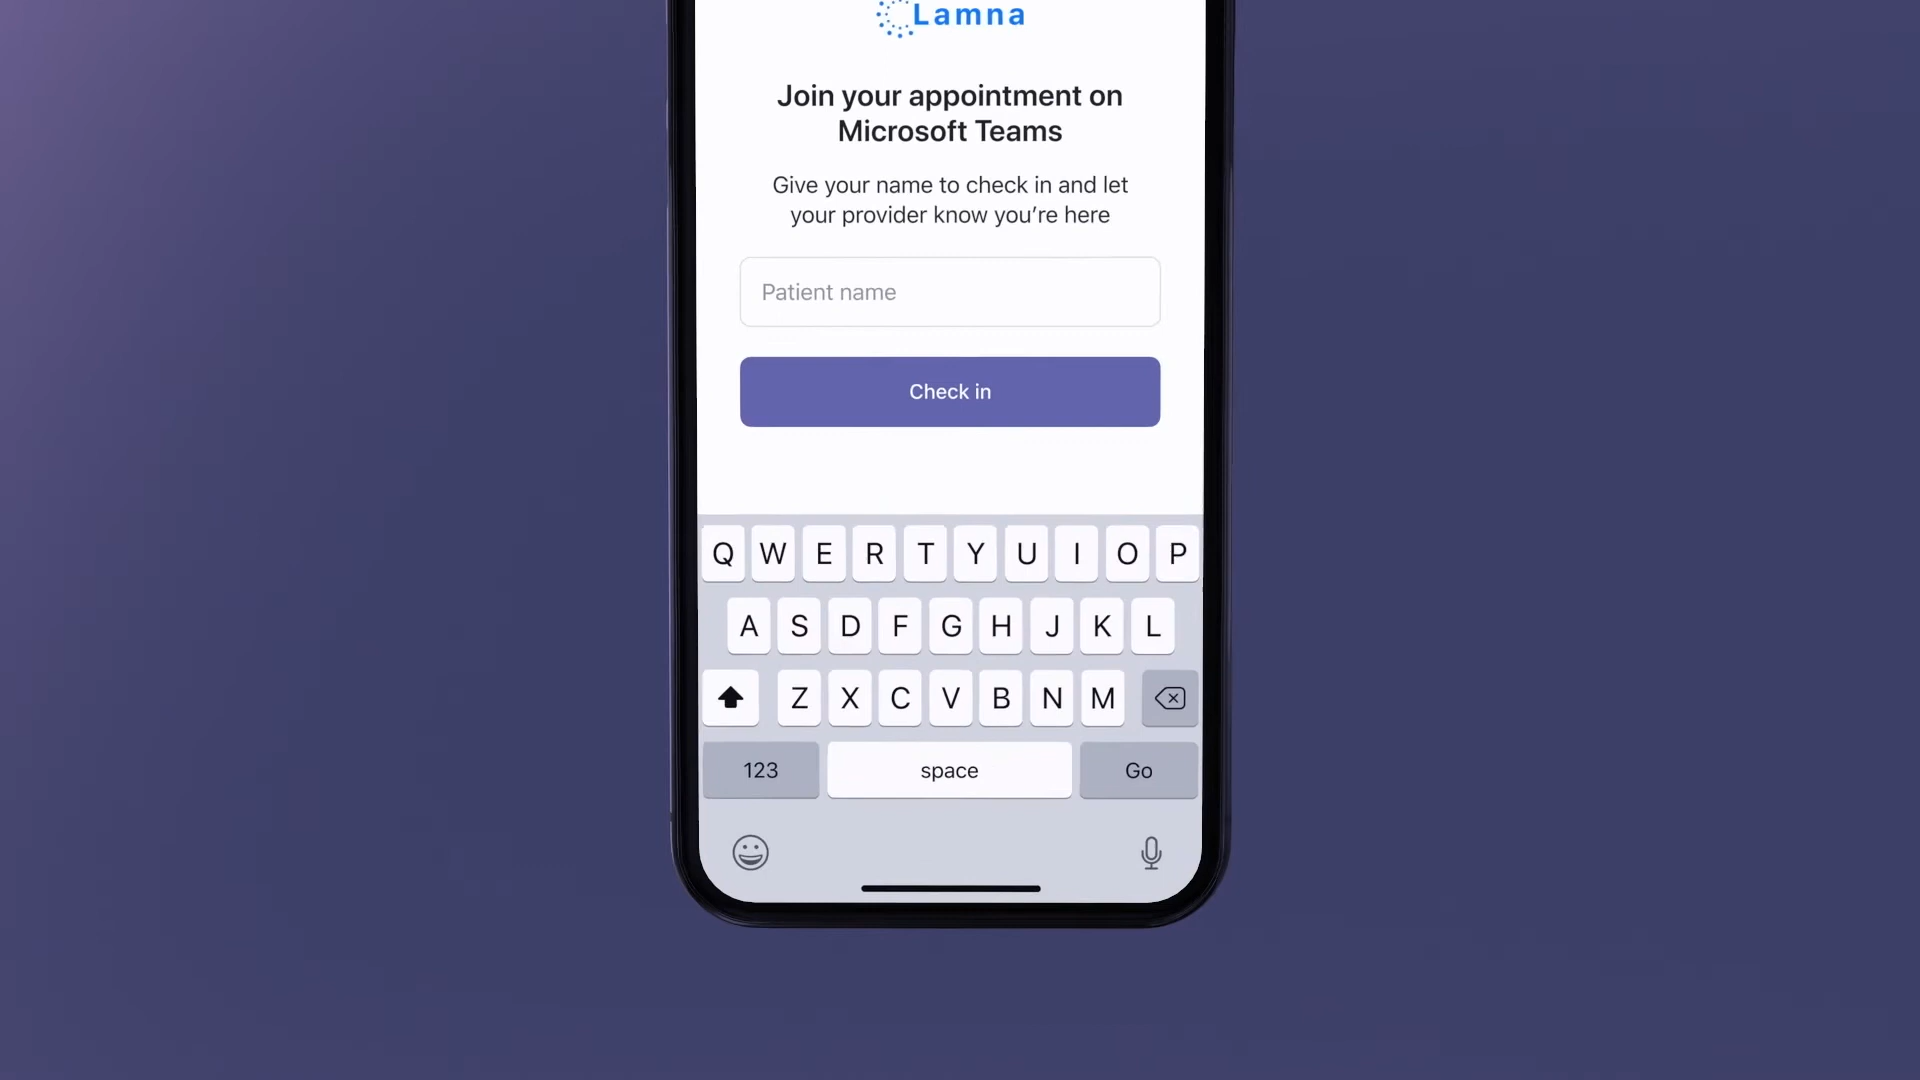 Lamna
Join your appointment on
Microsoft Teams
Give your name to check in and let
your provider know you’re here
Patient name
Check in
Q W E R T Y U I O P
A S D F G H J K L
Z X C V B N M
123 space Go